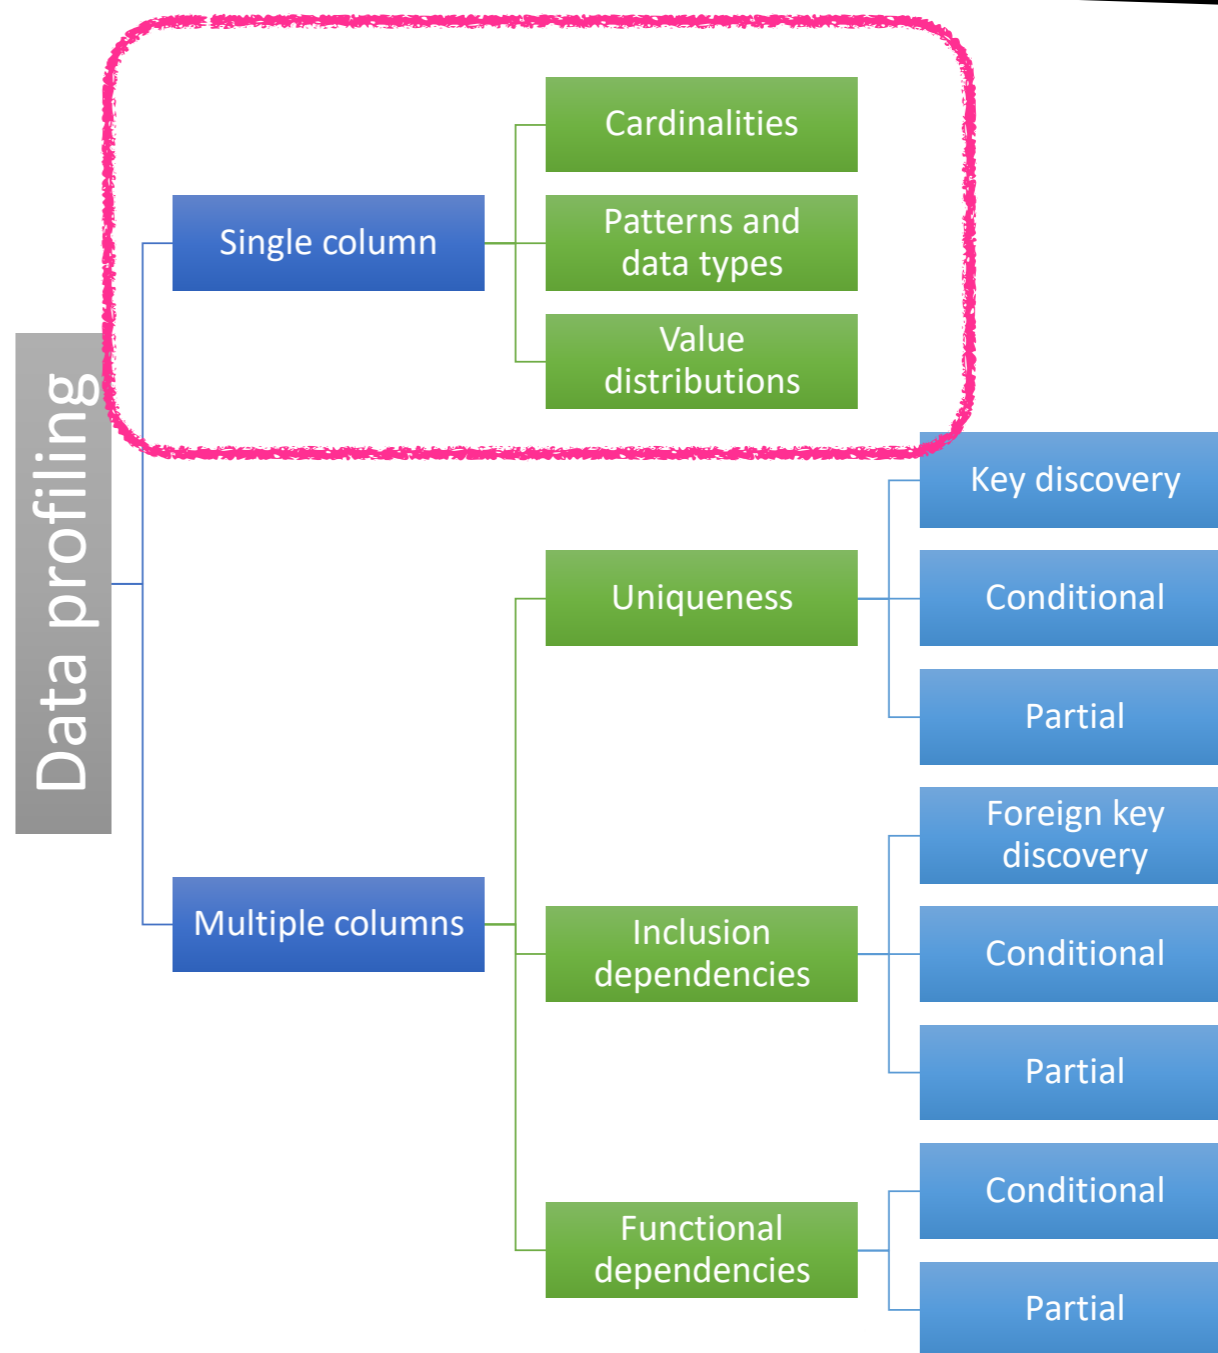 Data profiling
Single column
Cardinalities
Patterns and
data types
Value
distributions
Multiple columns
Uniqueness
Key discovery
Conditional
Partial
Inclusion
dependencies
Foreign key
discovery
Conditional
Partial
Functional
dependencies
Conditional
Partial